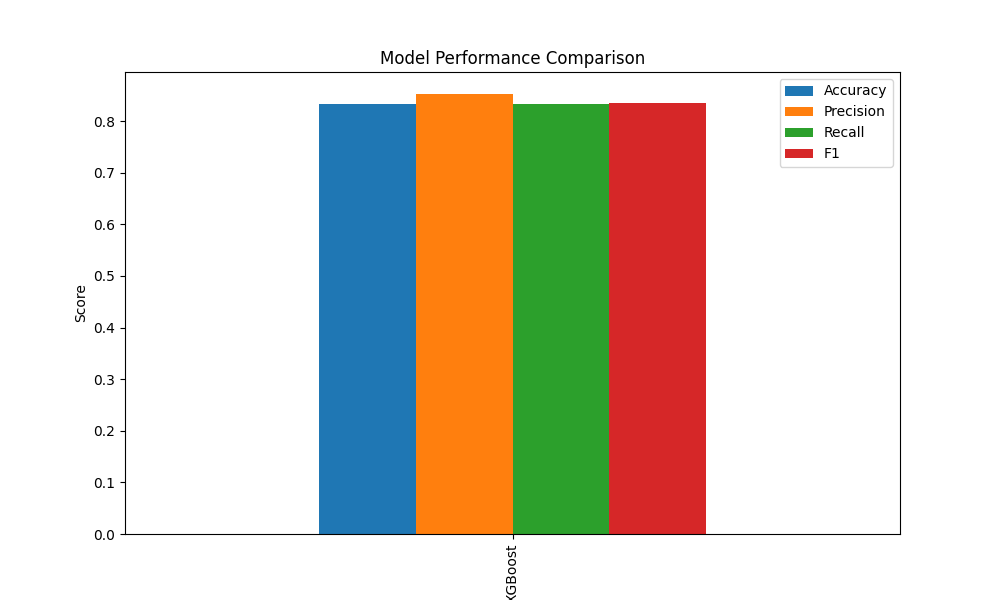 Model Performance Comparison
Accuracy
Precision
Recall
F1
0.8
0.7
0.6
0.5
0.4
0.3
0.2
0.1
0.0
Score
XGBoost